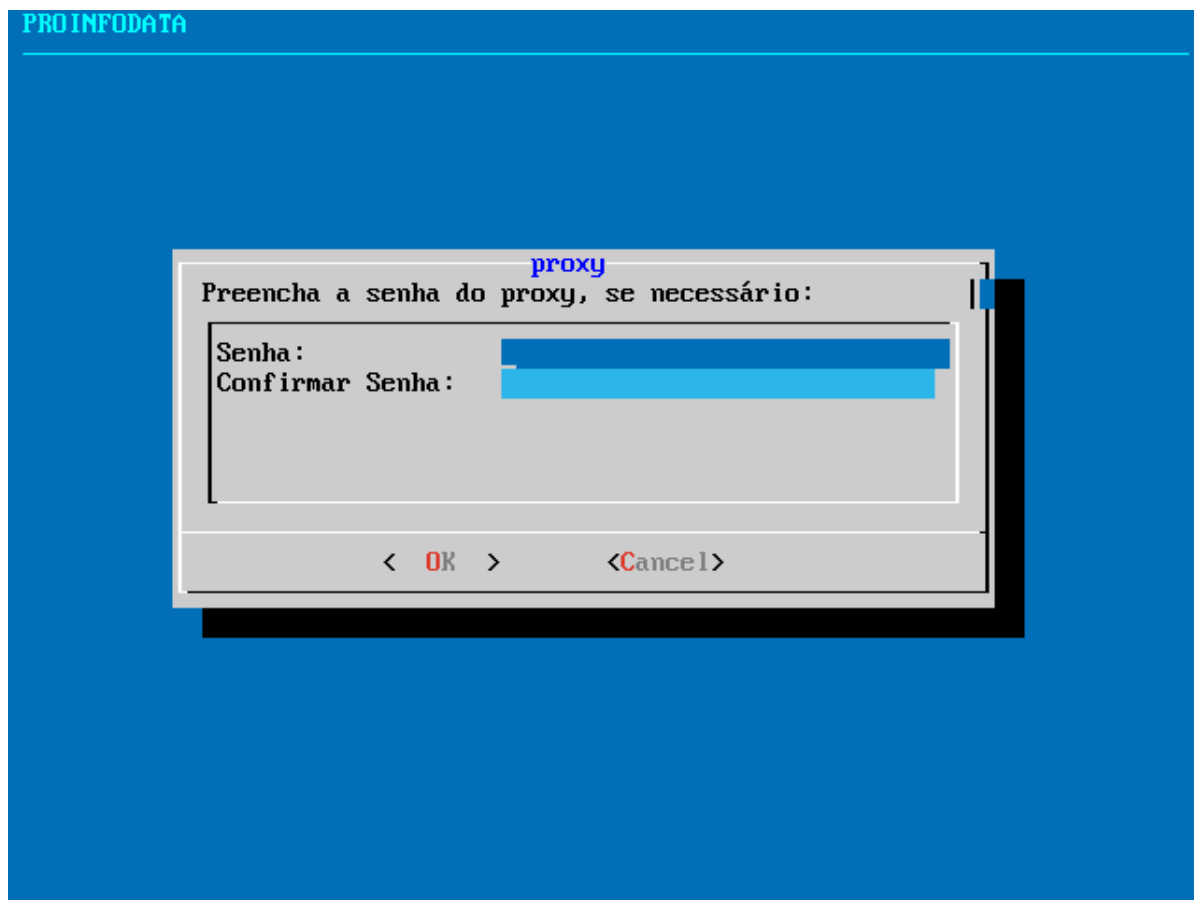 PROINFODATA
proxy
Preencha a senha do proxy, se necessário:
Senha:
Confirmar Senha:
< OK > <Cancel>